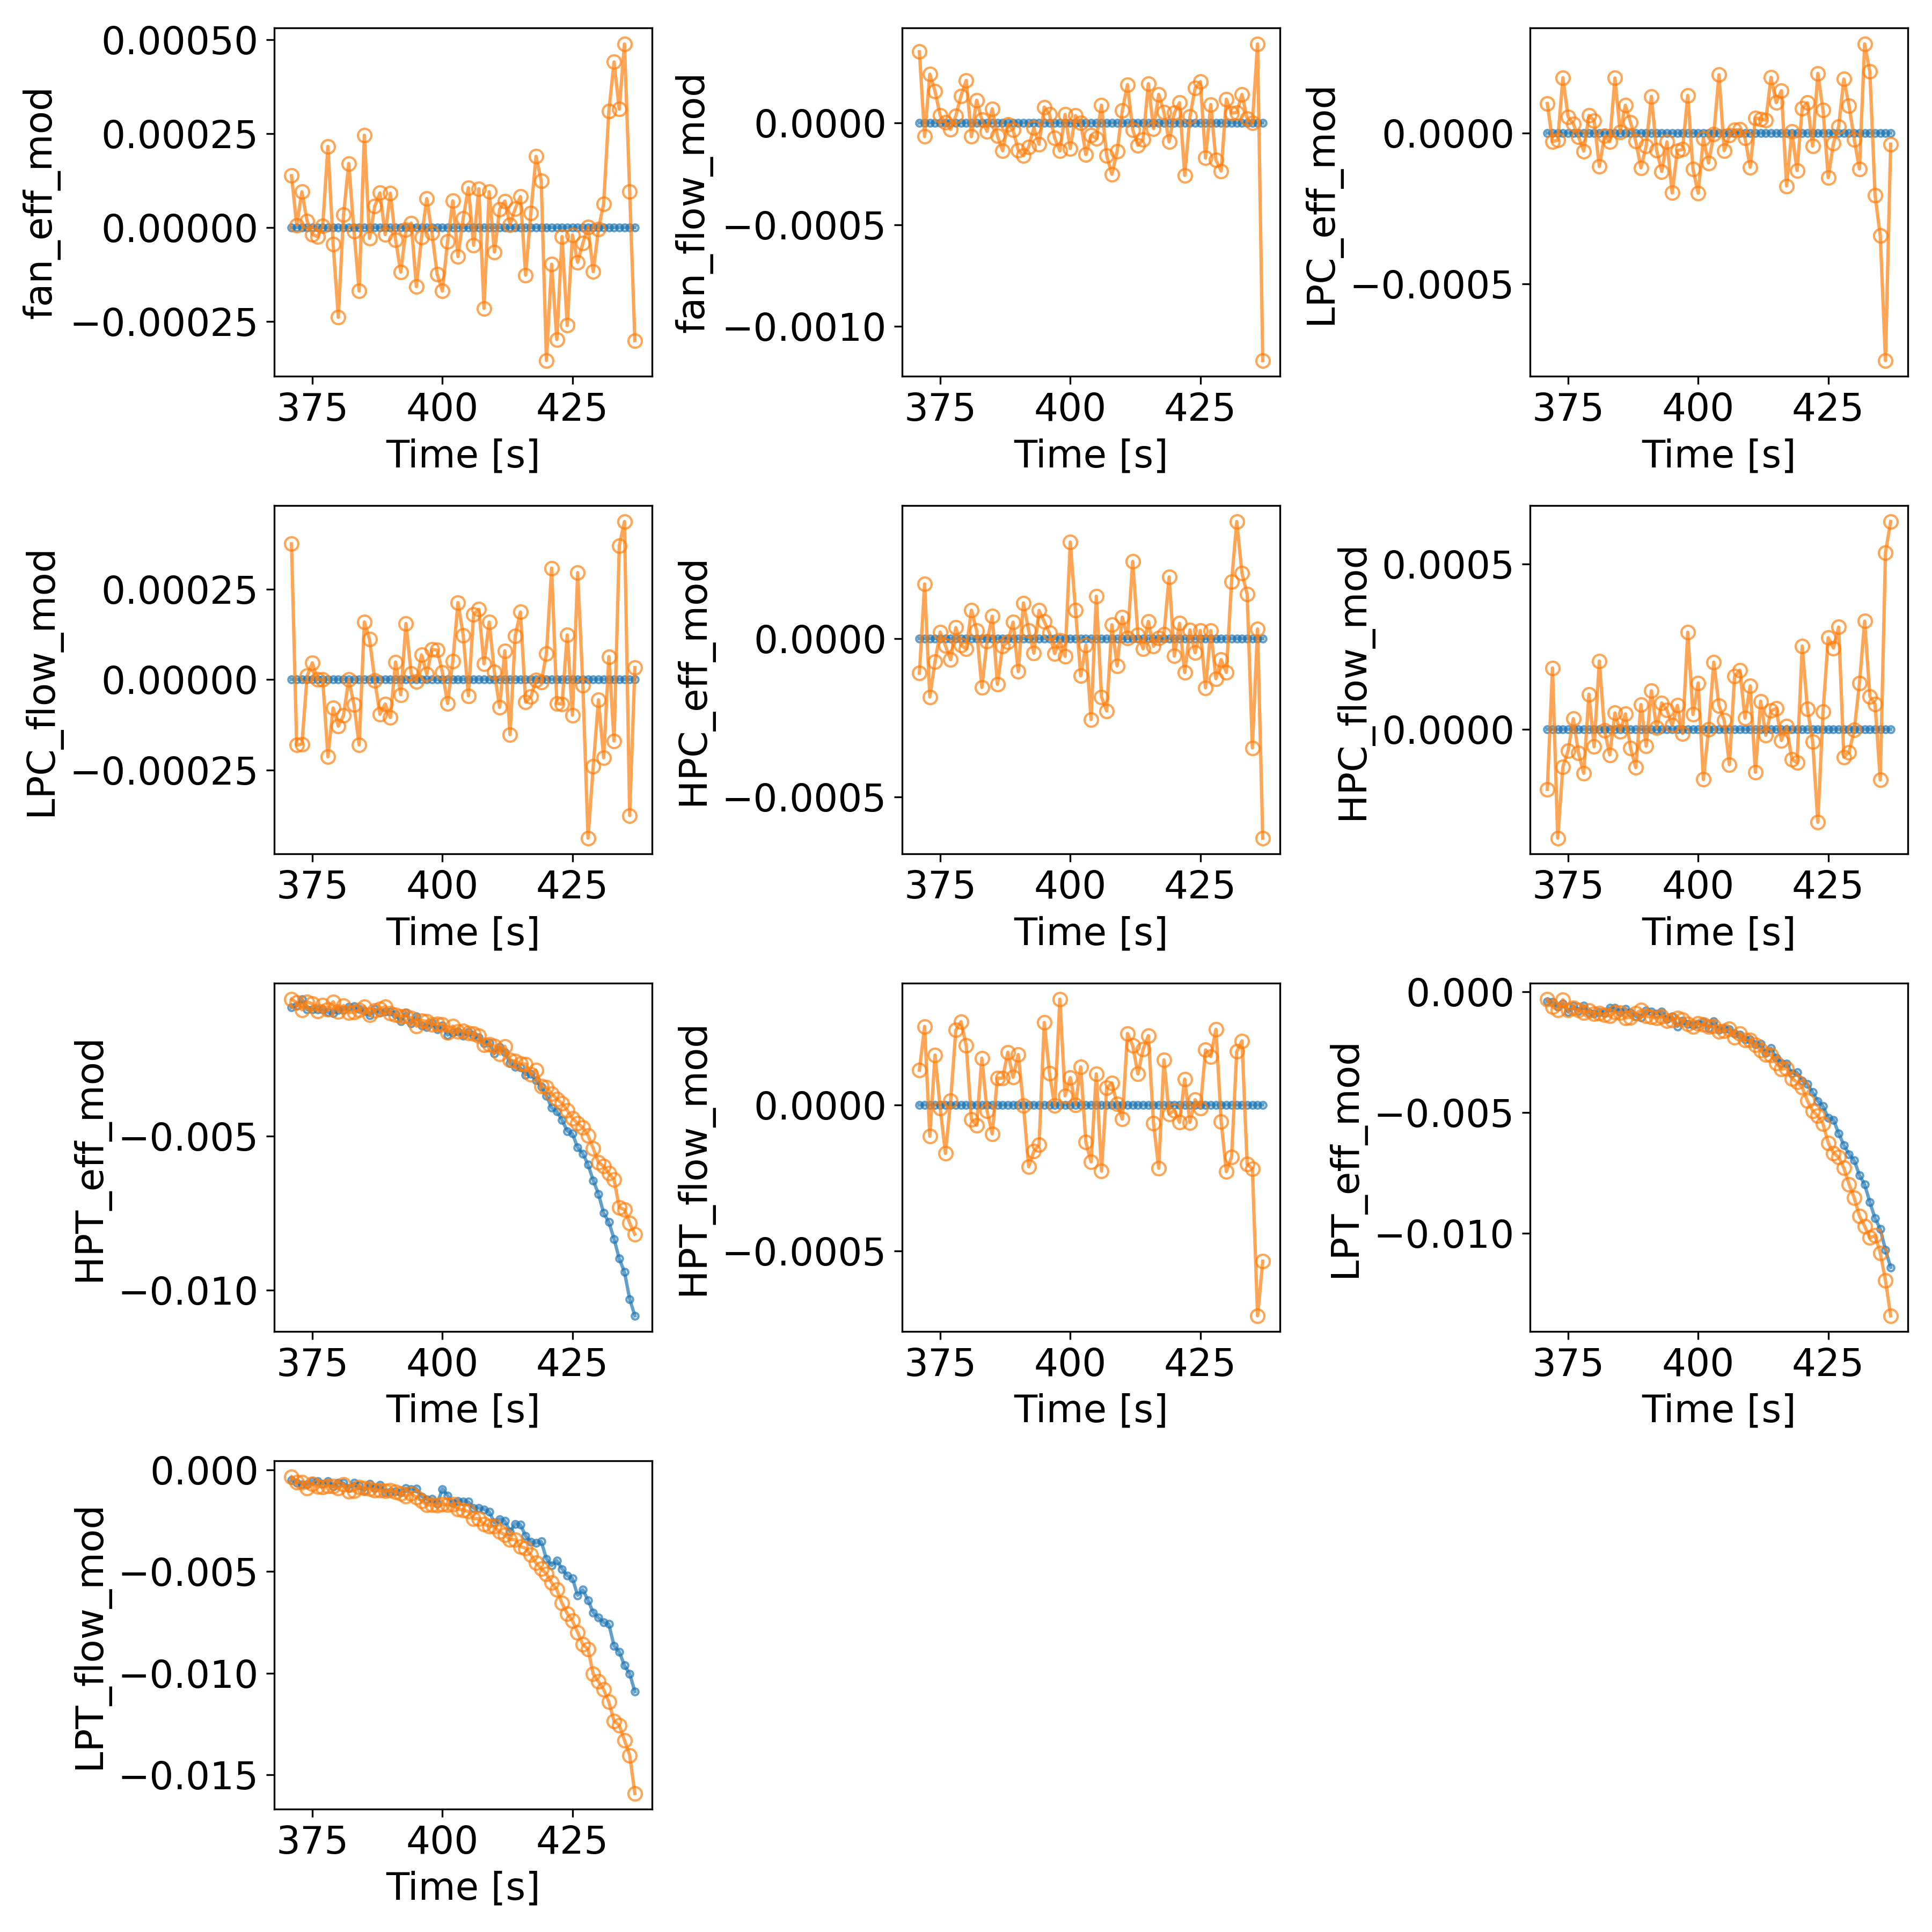 fan_eff_mod
0.00050
0.00025
0.00000
−0.00025
375 400 425
Time [s]
fan_flow_mod
0.0000
−0.0005
−0.0010
375 400 425
Time [s]
LPC_eff_mod
0.0000
−0.0005
375 400 425
Time [s]
LPC_flow_mod
0.00025
0.00000
−0.00025
375 400 425
Time [s]
HPC_eff_mod
0.0000
−0.0005
375 400 425
Time [s]
HPC_flow_mod
0.0005
0.0000
375 400 425
Time [s]
HPT_eff_mod
−0.005
−0.010
375 400 425
Time [s]
HPT_flow_mod
0.0000
−0.0005
375 400 425
Time [s]
LPT_eff_mod
0.000
−0.005
−0.010
375 400 425
Time [s]
LPT_flow_mod
0.000
−0.005
−0.010
−0.015
375 400 425
Time [s]